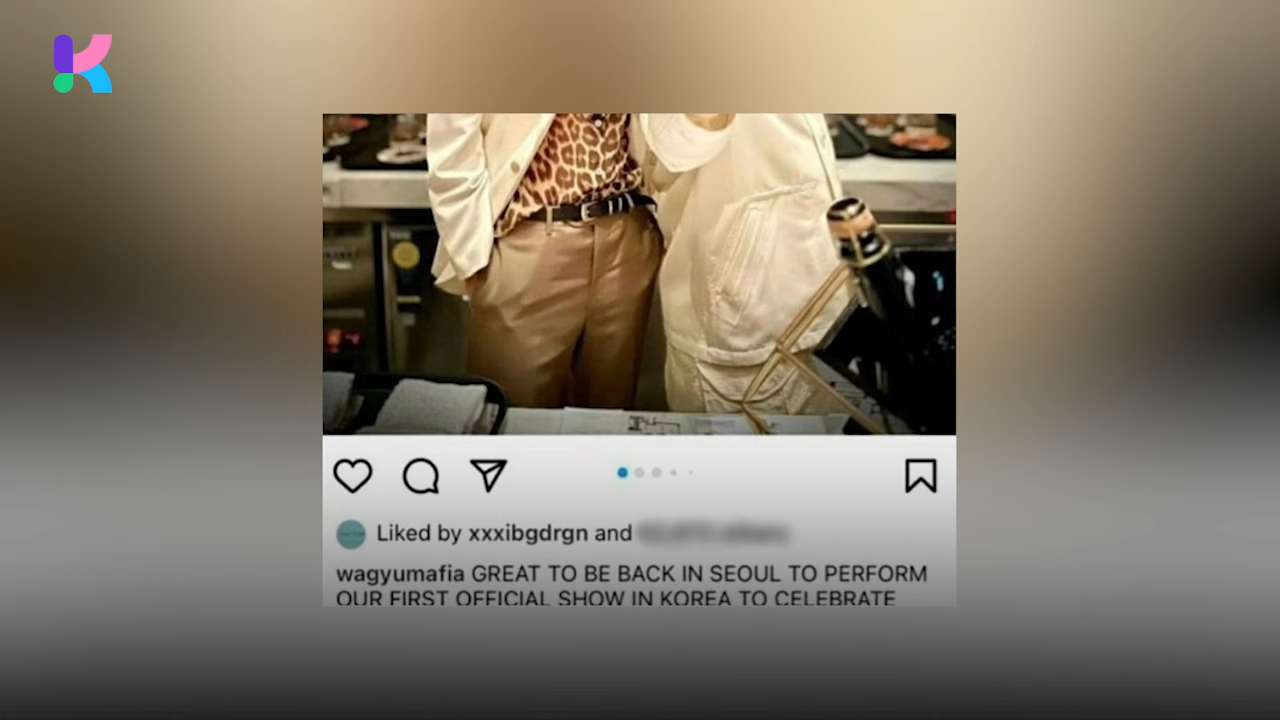 Liked by xxxibgdrgn and
wagyumafia GREAT TO BE BACK IN SEOUL TO PERFORM
OUR FIRST OFFICIAL SHOW IN KOREA TO CELEBRATE